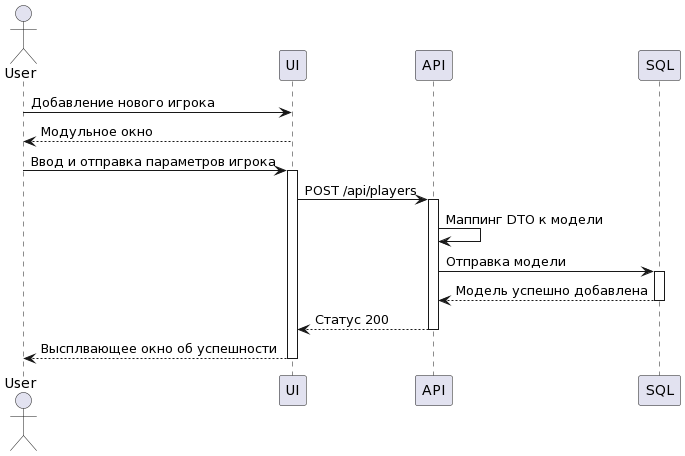 User
UI
API
SQL
Добавление нового игрока
Модульное окно
Ввод и отправка параметров игрока
POST /api/players
Маппинг DTO к модели
Отправка модели
Модель успешно добавлена
Статус 200
Высплвающее окно об успешности
User
UI
API
SQL